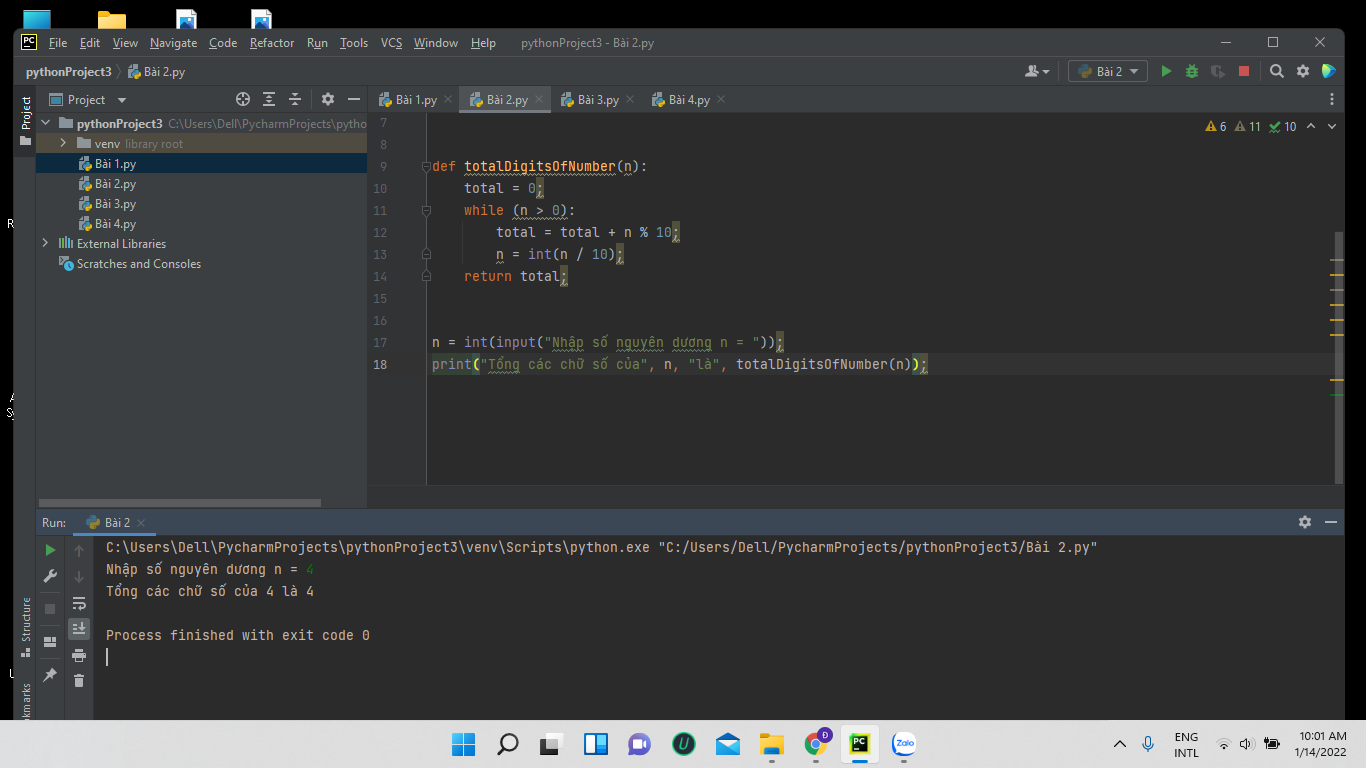 File Edit View Navigate Code Refactor Run Tools VCS Window Help pythonProject3 - Bài 2.py
pythonProject3 Bài 2.py Bài 2
Project Bài 1.py Bài 2.py Bài 3.py Bài 4.py
Project
pythonProject3 C:\Users\Dell\PycharmProjects\pytho
venv library root
Bài 1.py
Bài 2.py
Bài 3.py
Bài 4.py
External Libraries
Scratches and Consoles
6 11 10
7
8
9 def totalDigitsOfNumber(n):
10 total = 0;
11 while (n > 0):
12 total = total + n % 10;
13 n = int(n / 10);
14 return total;
15
16
17 n = int(input("Nhập số nguyên dương n = "));
18 print("Tổng các chữ số của", n, "là", totalDigitsOfNumber(n));
Run: Bài 2
C:\Users\Dell\PycharmProjects\pythonProject3\venv\Scripts\python.exe "C:/Users/Dell/PycharmProjects/pythonProject3/Bài 2.py"
Nhập số nguyên dương n = 4
Tổng các chữ số của 4 là 4
Process finished with exit code 0
Structure
ENG
INTL
10:01 AM
1/14/2022
PC
Zalo